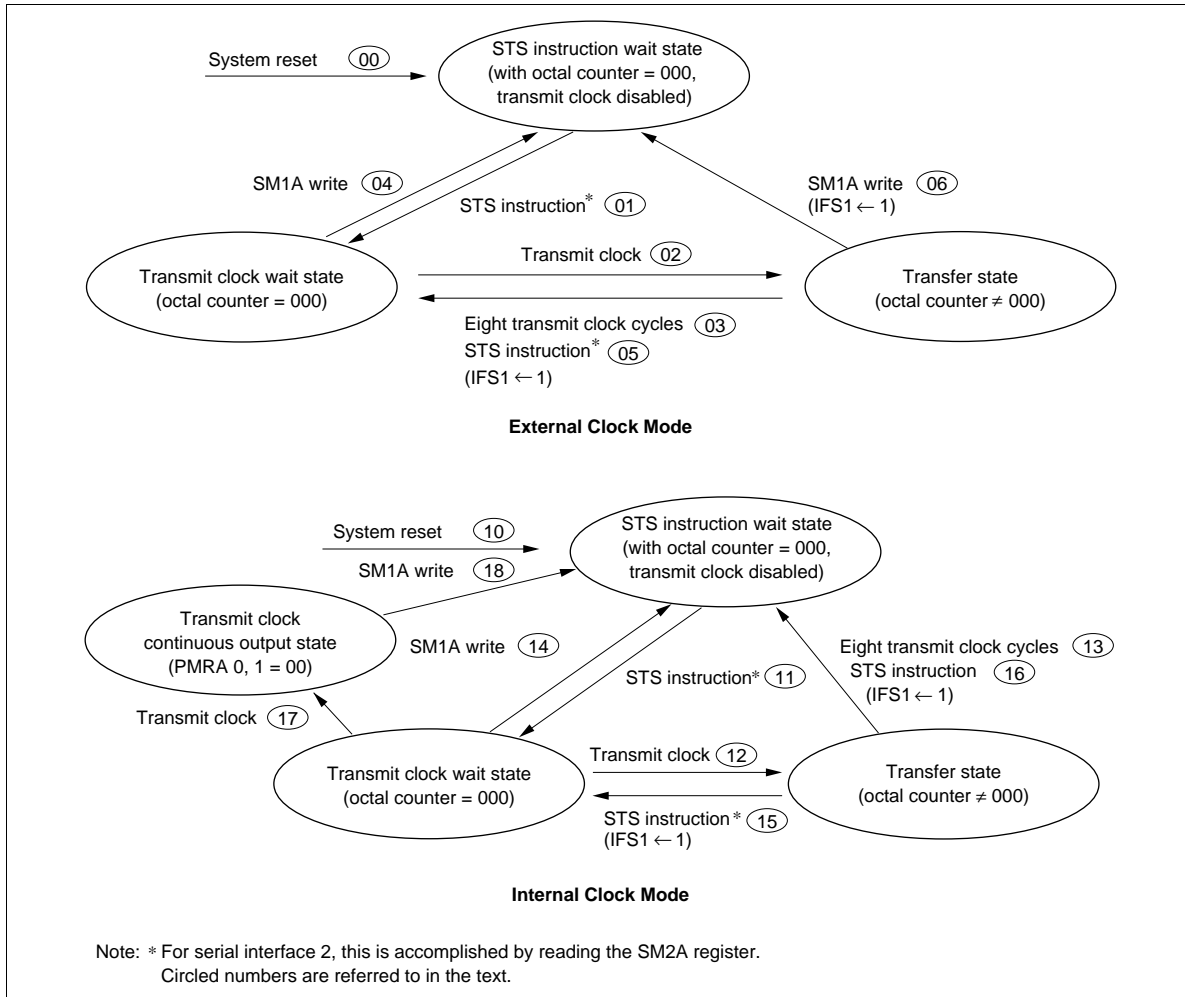 System reset 00
STS instruction wait state
(with octal counter = 000,
transmit clock disabled)
SM1A write 04
STS instruction* 01
SM1A write 06
(IFS1 ← 1)
Transmit clock wait state
(octal counter = 000)
Transmit clock 02
Transfer state
(octal counter ≠ 000)
Eight transmit clock cycles 03
STS instruction* 05
(IFS1 ← 1)
External Clock Mode
System reset 10
STS instruction wait state
(with octal counter = 000,
transmit clock disabled)
SM1A write 18
Transmit clock
continuous output state
(PMRA 0, 1 = 00)
SM1A write 14
STS instruction* 11
Eight transmit clock cycles 13
STS instruction 16
(IFS1 ← 1)
Transmit clock 17
Transmit clock wait state
(octal counter = 000)
Transmit clock 12
Transfer state
(octal counter ≠ 000)
STS instruction* 15
(IFS1 ← 1)
Internal Clock Mode
Note: * For serial interface 2, this is accomplished by reading the SM2A register.
Circled numbers are referred to in the text.